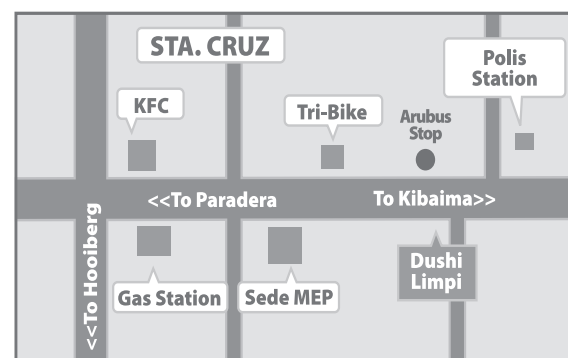 STA. CRUZ
Polis
Station
KFC
Tri-Bike
Arubus
Stop
<<To Paradera
To Kibaima>>
<<To Hooiberg
Gas Station
Sede MEP
Dushi
Limpi